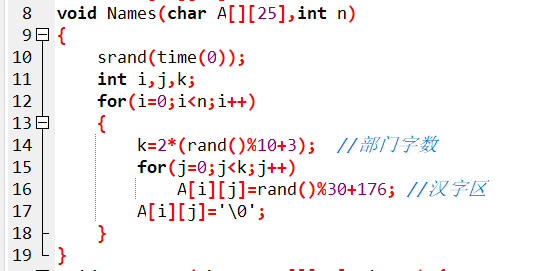 8 void Names(char A[][25],int n)
9 {
10 srand(time(0));
11 int i,j,k;
12 for(i=0;i<n;i++)
13 {
14 k=2*(rand()%10+3); //部门字数
15 for(j=0;j<k;j++)
16 A[i][j]=rand()%30+176; //汉字区
17 A[i][j]='\0';
18 }
19 }